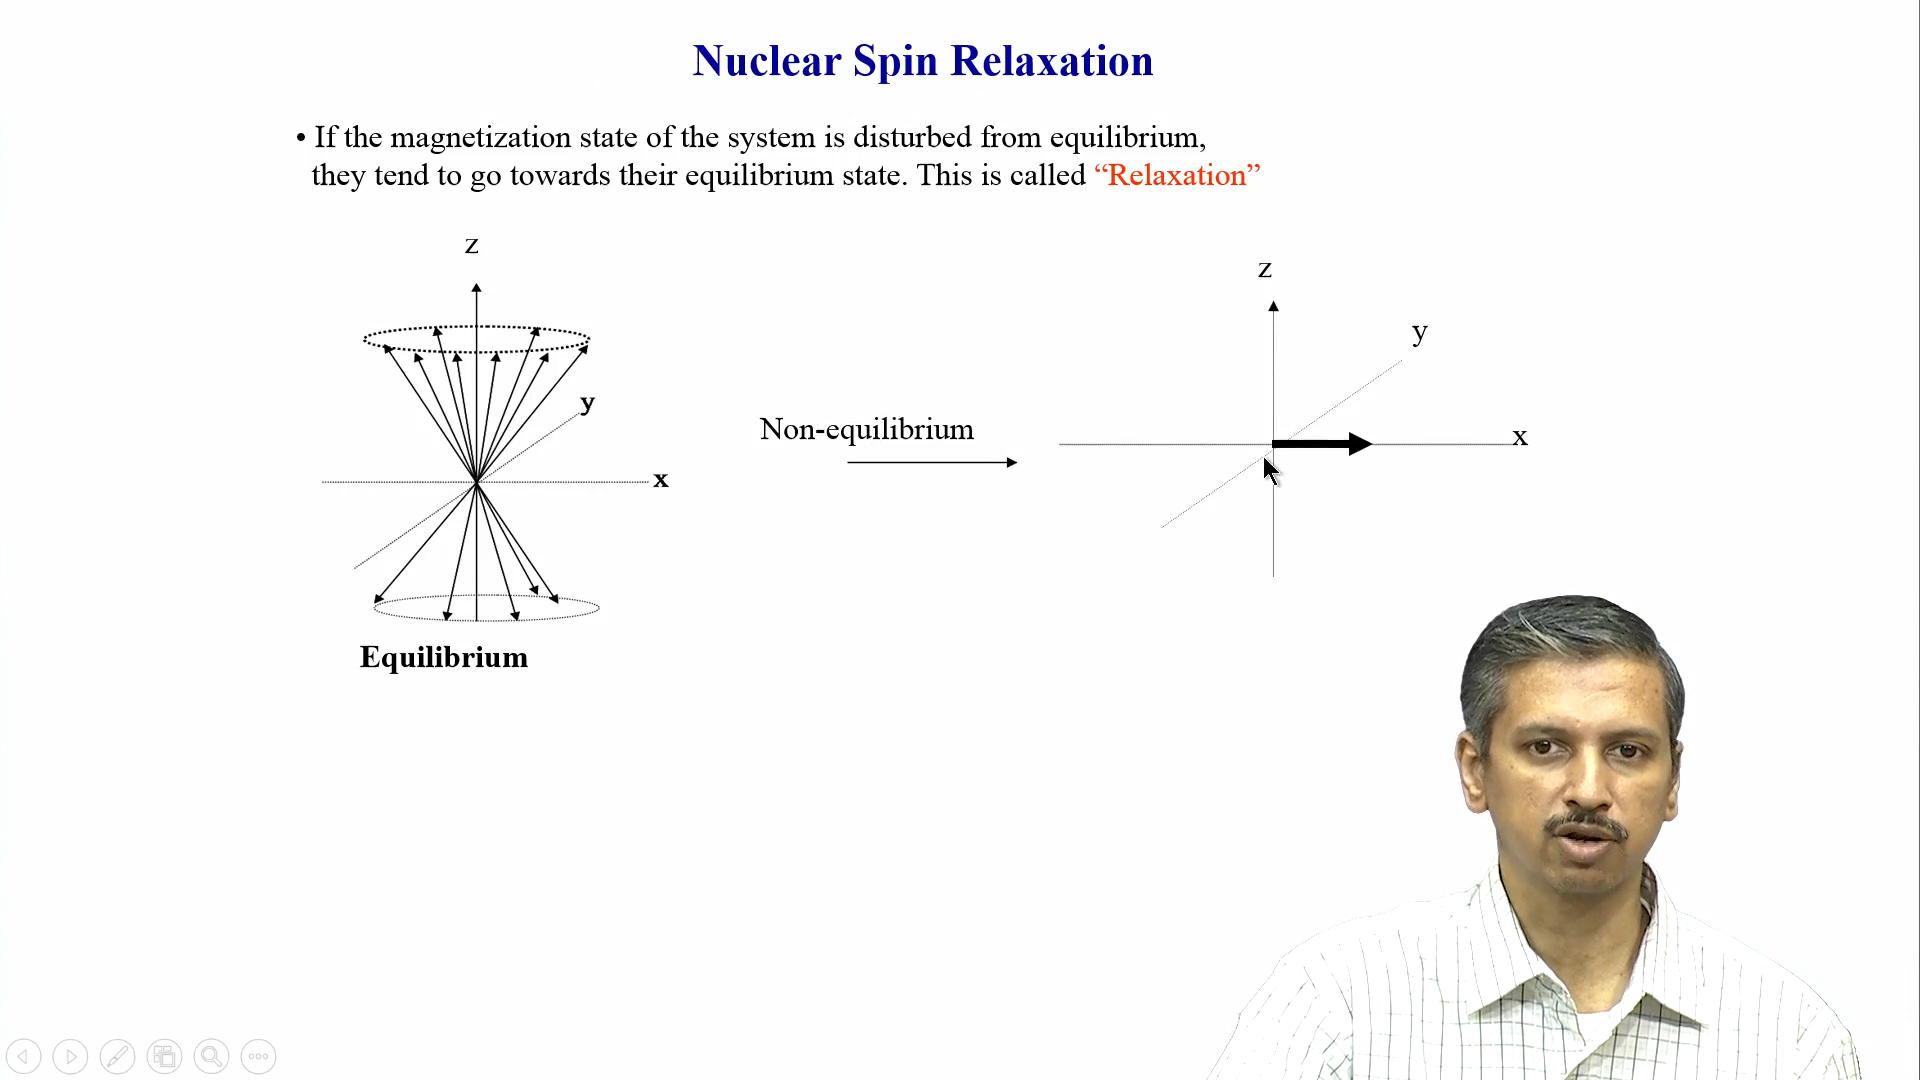 Nuclear Spin Relaxation
• If the magnetization state of the system is disturbed from equilibrium,
they tend to go towards their equilibrium state. This is called “Relaxation”
z
y
x
Equilibrium
Non-equilibrium
z
y
x